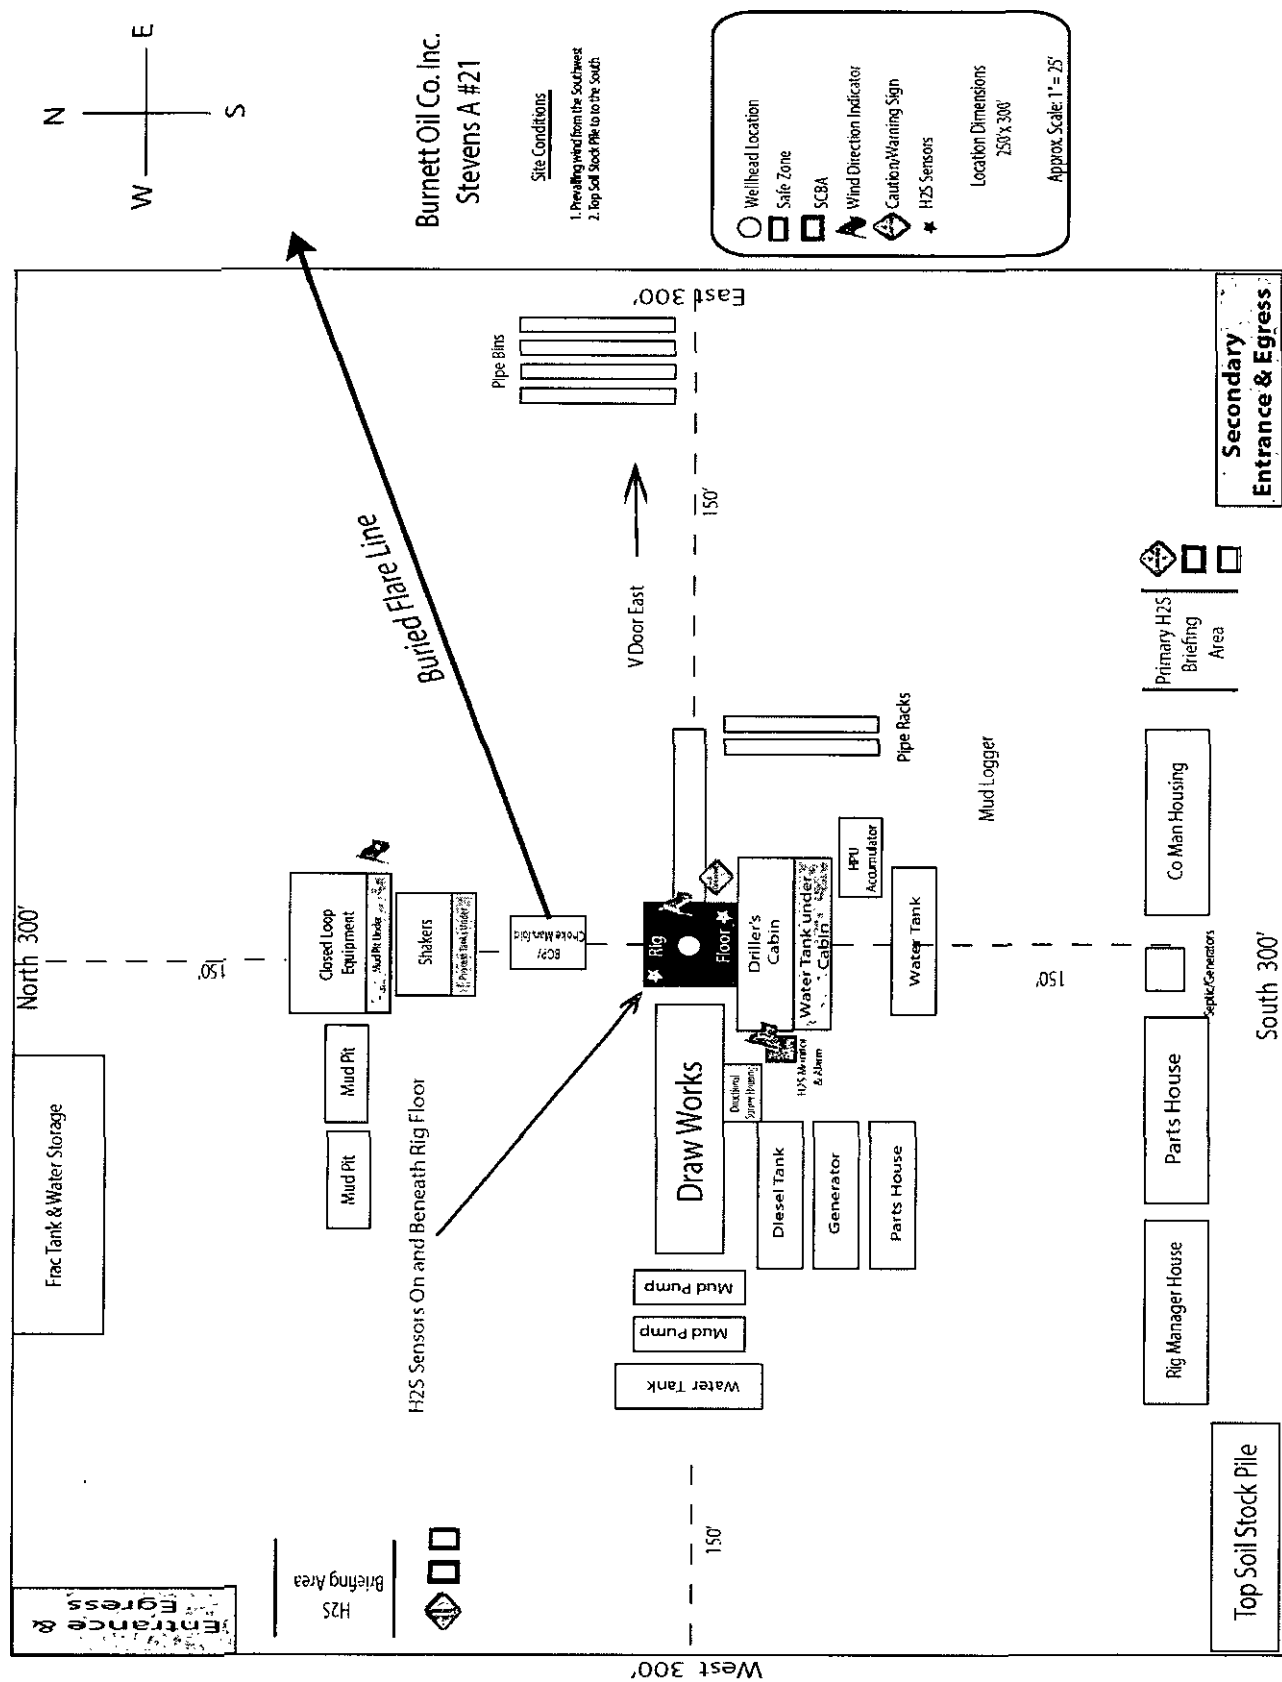 N
W
E
S
Burnett Oil Co. Inc.
Stevens A #21
Site Conditions
1. Prevailing wind from the Southwest
2. Top Soil Stock Pile to to the South
Wellhead Location
Safe Zone
SCBA
Wind Direction Indicator
Caution/Warning Sign
H2S Sensors
Location Dimensions
250' x 300'
Approx. Scale: 1" = 25'
North 300'
150'
Entrance &
Egress
Frac Tank & Water Storage
H2S
Briefing Area
Mud Pit
Mud Pit
Closed Loop
Equipment
Mud Pit Under
Shakers
Process Tanks Under
Buried Flare Line
H2S Sensors On and Beneath Rig Floor
Choke Manifold
Pipe Bins
V Door East
East 300'
150'
West 300'
150'
Water Tank
Mud Pump
Mud Pump
Draw Works
Rig
Floor
Driller's
Cabin
Water Tank under
Cabin
H2S Monitor
& Alarm
Diesel Tank
Generator
Parts House
HPU
Accumulator
Water Tank
Pipe Racks
Mud Logger
150'
Top Soil Stock Pile
Rig Manager House
Parts House
Septic/Generators
Co Man Housing
Primary H2S
Briefing
Area
Secondary
Entrance & Egress
South 300'